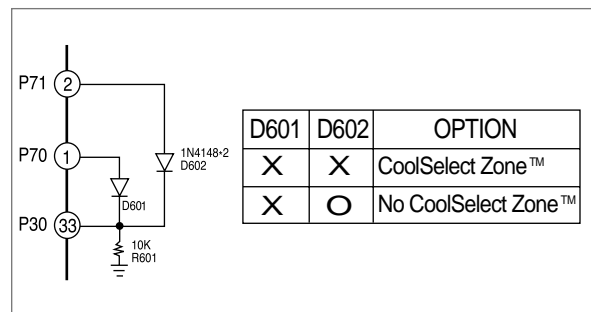 P71 2
P70 1
P30 33
1N4148*2
D602
D601
10K
R601
D601 D602 OPTION
X X CoolSelect Zone™
X O No CoolSelect Zone™